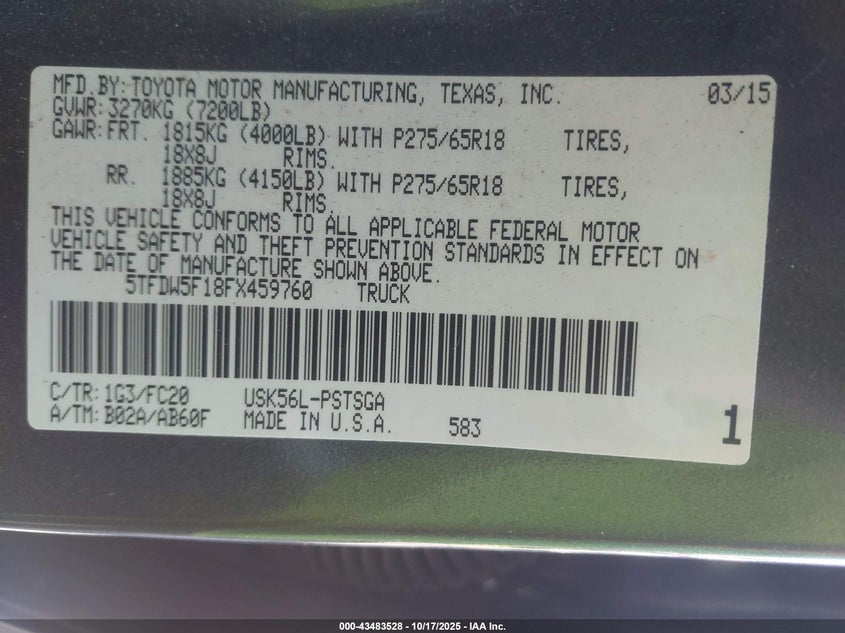 MFD.BY: TOYOTA MOTOR MANUFACTURING, TEXAS, INC. 03/15
GVWR: 3270KG (7200LB)
GAWR: FRT. 1815KG (4000LB) WITH P275/65R18 TIRES,
18X8J RIMS.
RR. 1885KG (4150LB) WITH P275/65R18 TIRES,
18X8J RIMS.
THIS VEHICLE CONFORMS TO ALL APPLICABLE FEDERAL MOTOR
VEHICLE SAFETY AND THEFT PREVENTION STANDARDS IN EFFECT ON
THE DATE OF MANUFACTURE SHOWN ABOVE.
5TFDW5F18FX459760 TRUCK
C/TR: 1G3/FC20 USK56L-PSTSGA
A/TM: B02A/AB60F MADE IN U.S.A. 583 1
000-43483528 - 10/17/2025 - IAA Inc.